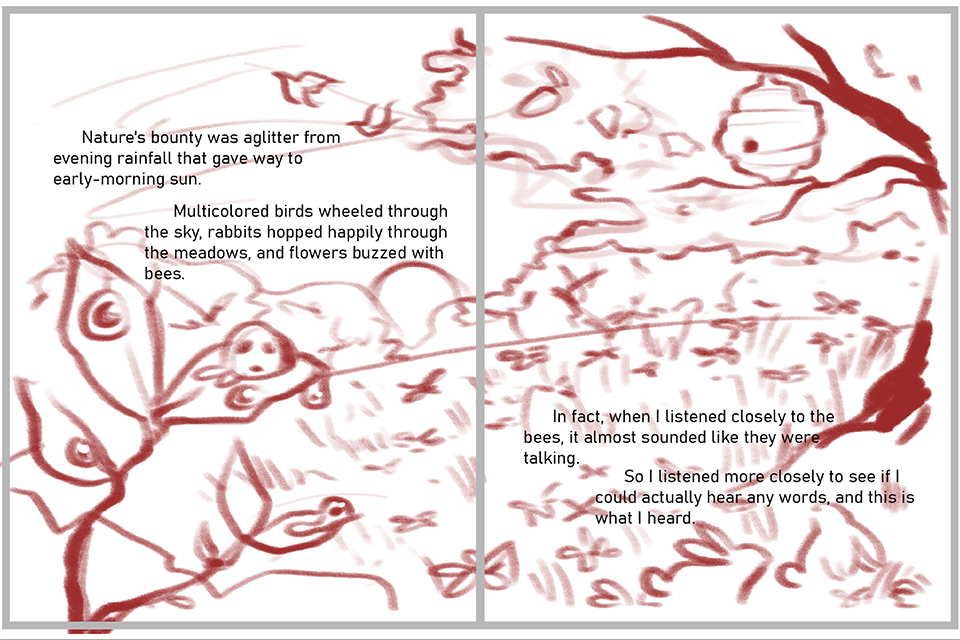 Nature's bounty was aglitter from
evening rainfall that gave way to
early-morning sun.
Multicolored birds wheeled through
the sky, rabbits hopped happily through
the meadows, and flowers buzzed with
bees.
In fact, when I listened closely to the
bees, it almost sounded like they were
talking.
So I listened more closely to see if I
could actually hear any words, and this is
what I heard.